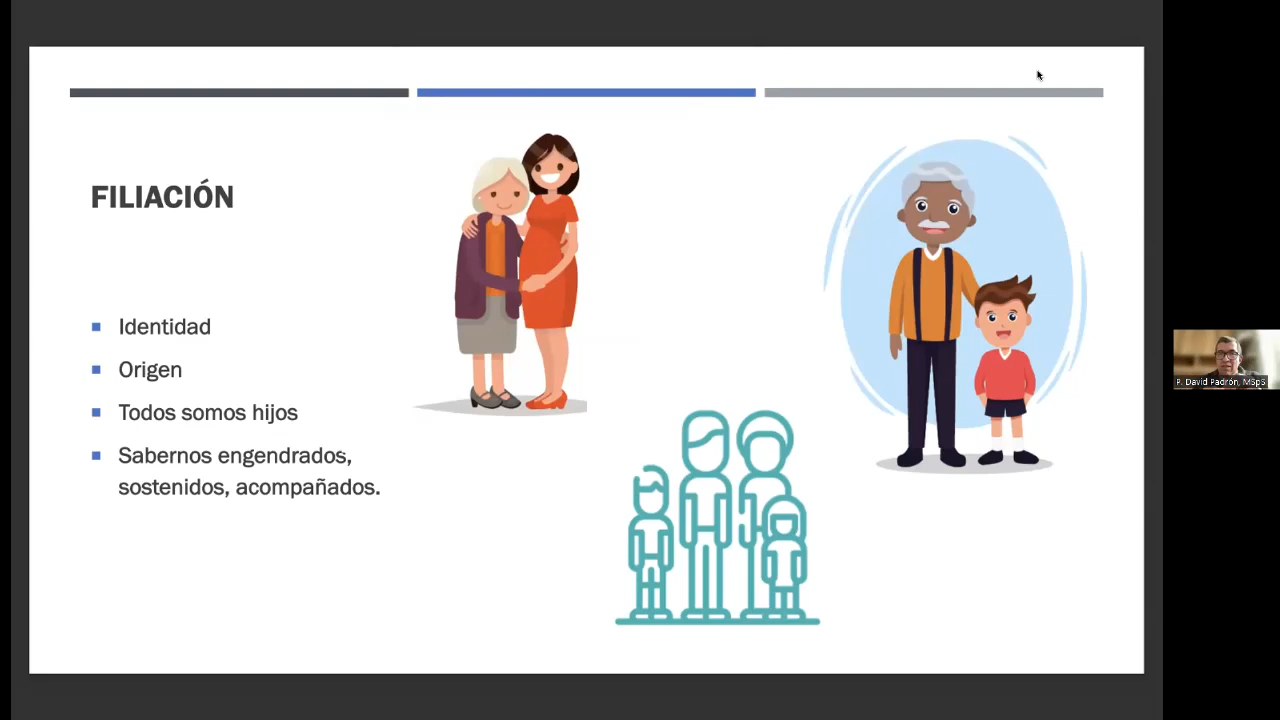 FILIACIÓN
Identidad
Origen
Todos somos hijos
Sabernos engendrados,
sostenidos, acompañados.
P. David Padrón, MSpS